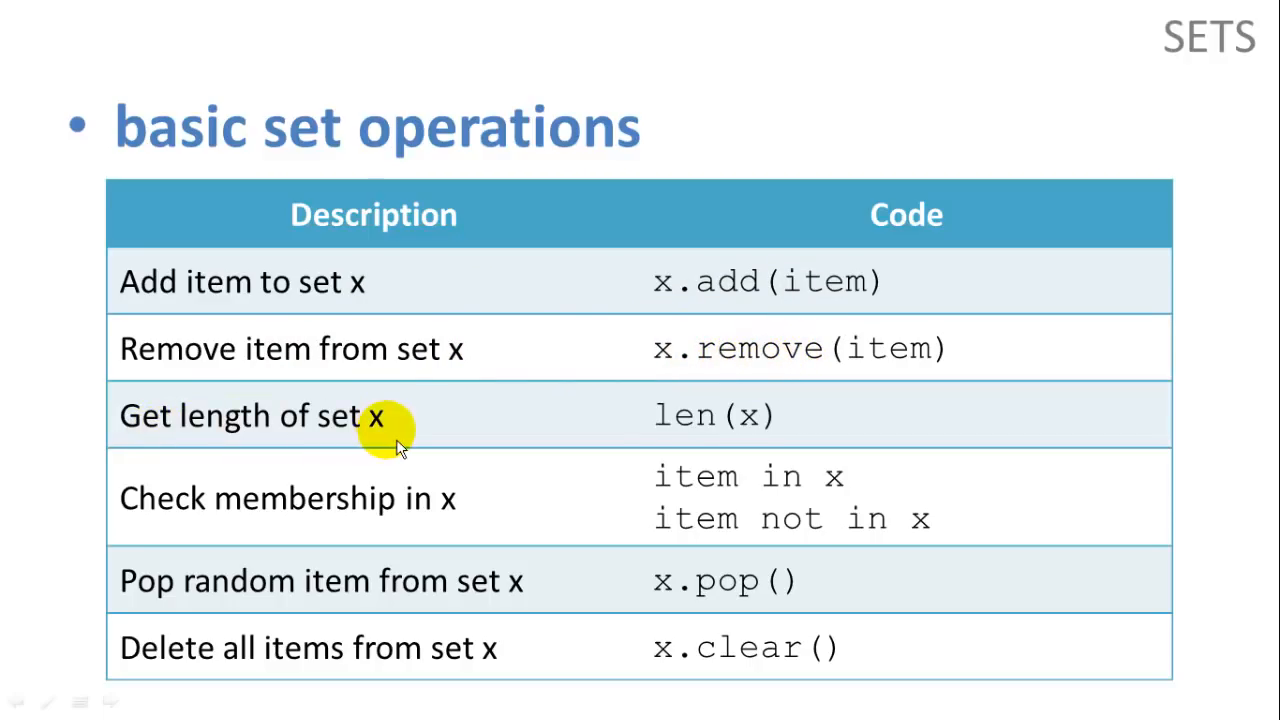 SETS
• basic set operations
Description Code
Add item to set x x.add(item)
Remove item from set x x.remove(item)
Get length of set x len(x)
Check membership in x item in x
item not in x
Pop random item from set x x.pop()
Delete all items from set x x.clear()